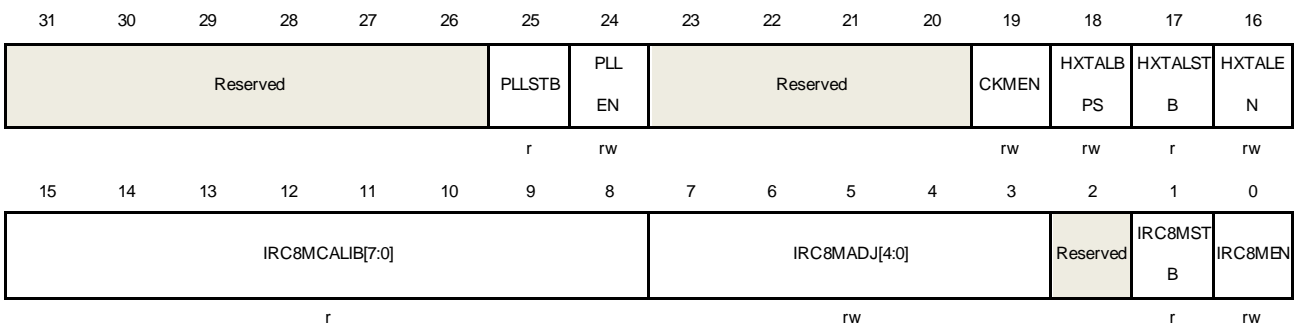 31 30 29 28 27 26 25 24 23 22 21 20 19 18 17 16
Reserved PLLSTB PLL EN Reserved CKMEN HXTALB PS HXTALST B HXTALE N
r rw rw rw r rw
15 14 13 12 11 10 9 8 7 6 5 4 3 2 1 0
IRC8MCALIB[7:0] IRC8MADJ[4:0] Reserved IRC8MST B IRC8MEN
r rw r rw